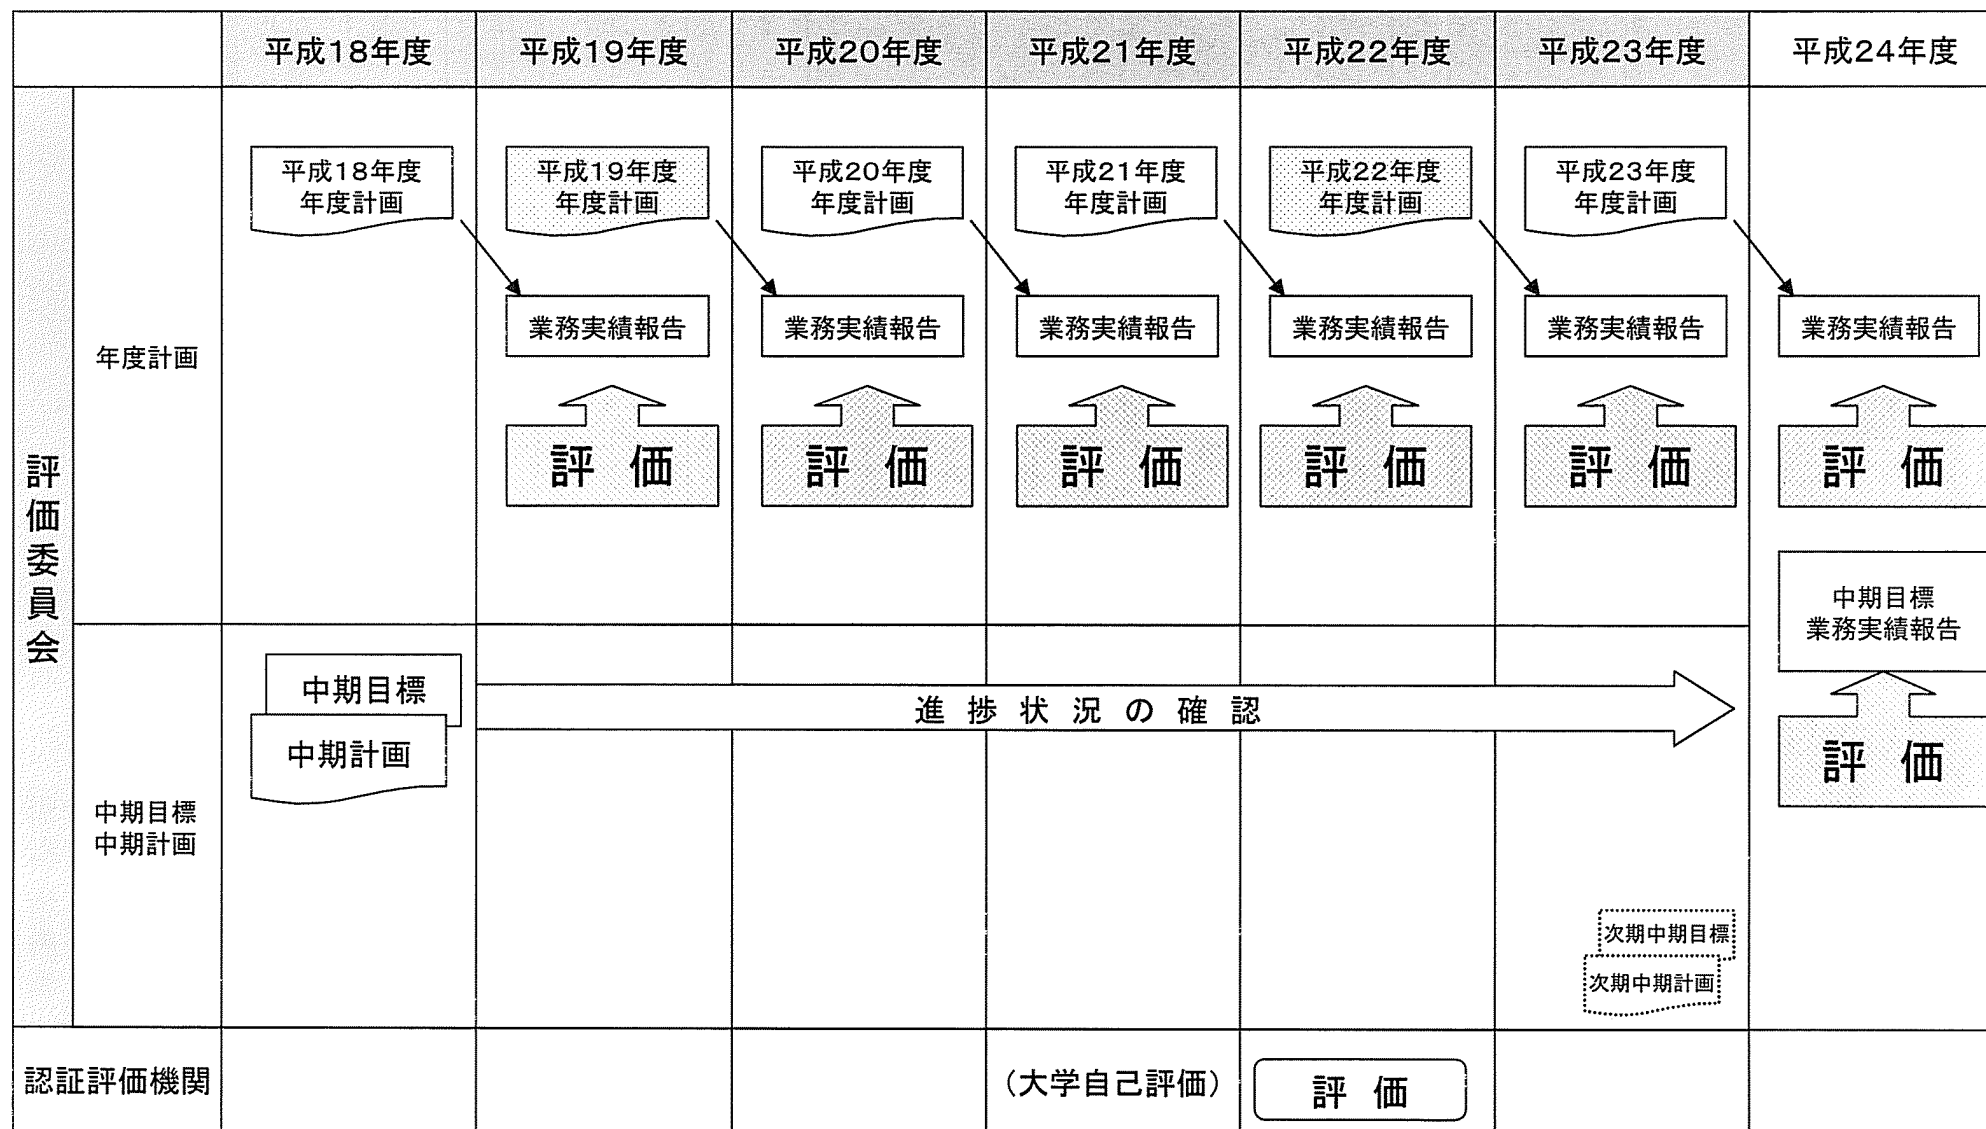 平成18年度
平成19年度
平成20年度
平成21年度
平成22年度
平成23年度
平成24年度
評価委員会
年度計画
平成18年度
年度計画
平成19年度
年度計画
平成20年度
年度計画
平成21年度
年度計画
平成22年度
年度計画
平成23年度
年度計画
業務実績報告
業務実績報告
業務実績報告
業務実績報告
業務実績報告
業務実績報告
評 価
評 価
評 価
評 価
評 価
評 価
中期目標
業務実績報告
評 価
中期目標
中期計画
中期目標
中期計画
進 捗 状 況 の 確 認
次期中期目標
次期中期計画
認証評価機関
(大学自己評価)
評 価